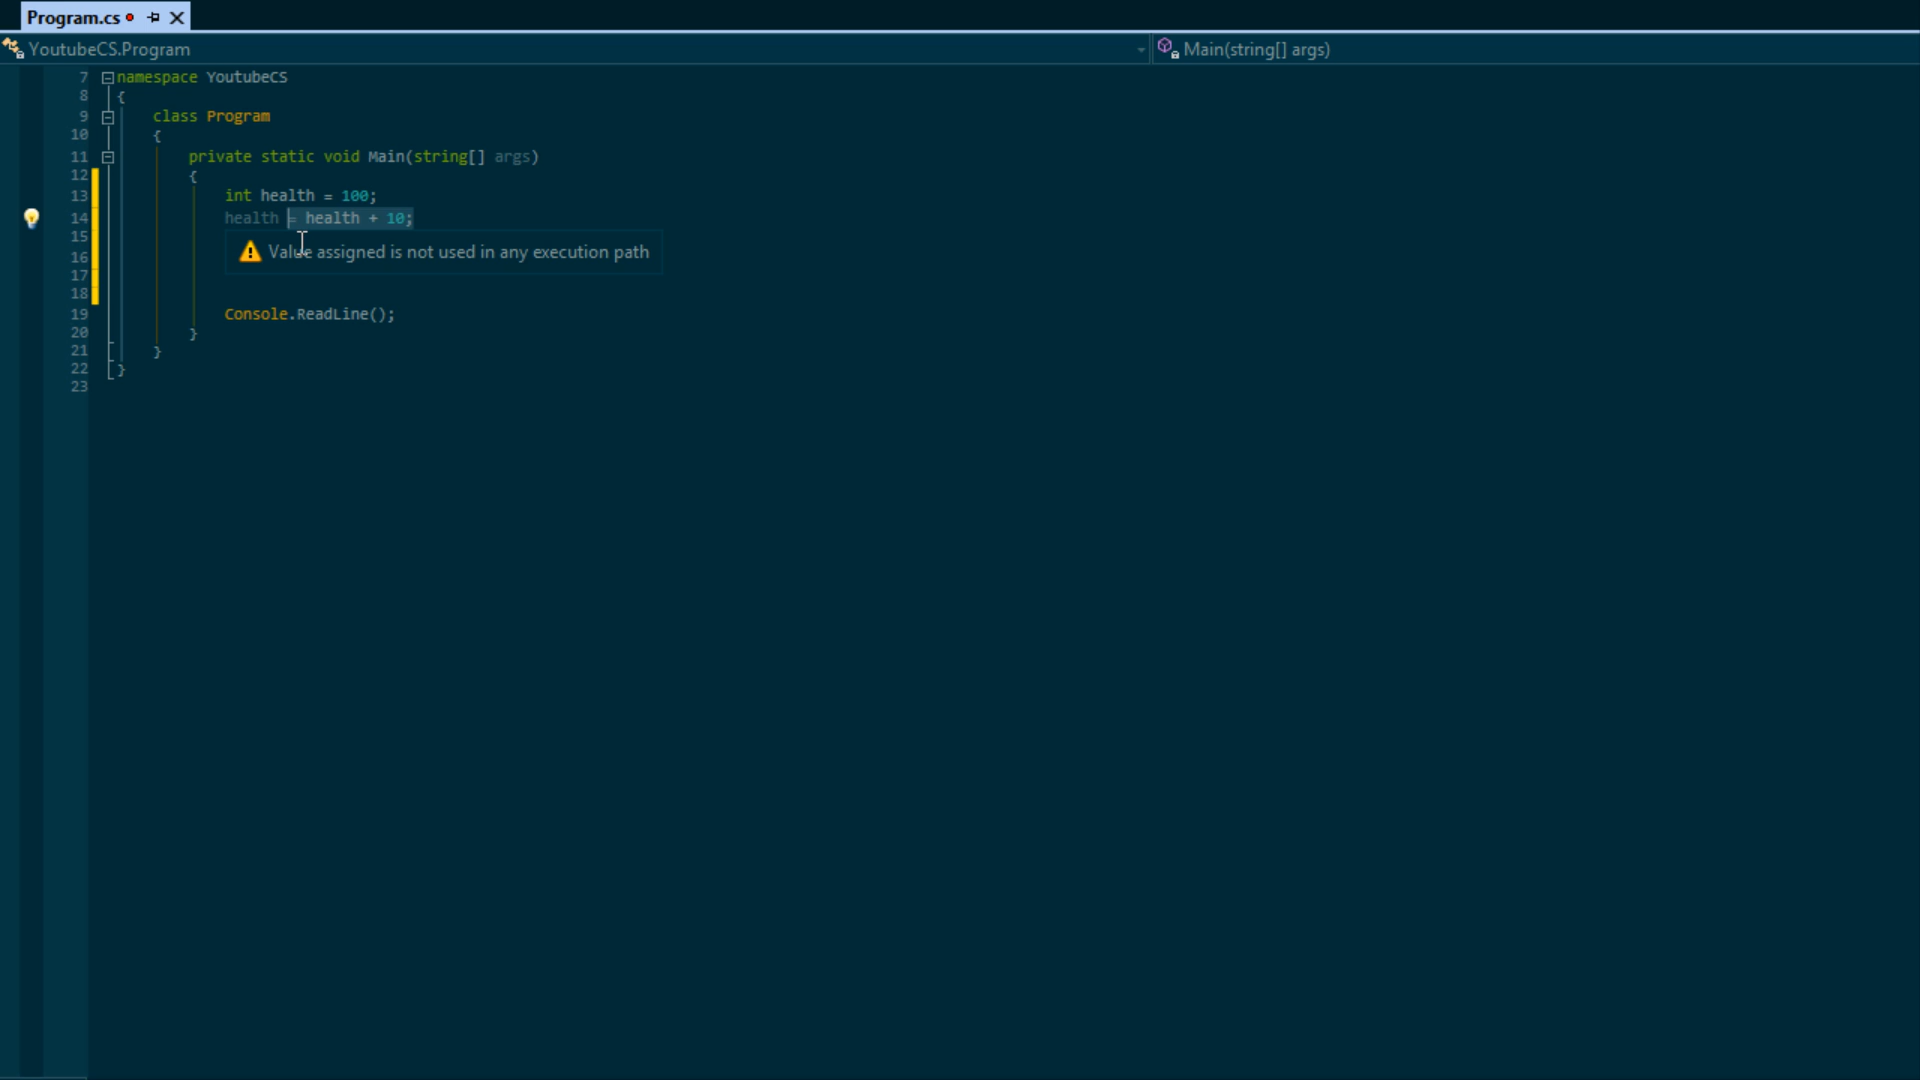 Program.cs
YoutubeCS.Program Main(string[] args)
7 namespace YoutubeCS
8 {
9 class Program
10 {
11 private static void Main(string[] args)
12 {
13 int health = 100;
14 health = health + 10;
15
Value assigned is not used in any execution path
16
17
18
19 Console.ReadLine();
20 }
21 }
22 }
23